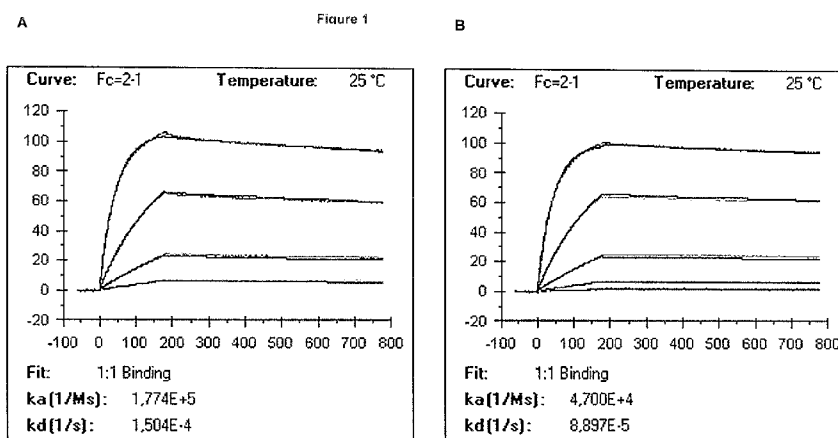 A
Figure 1
B
Curve: Fc=2-1 Temperature: 25 °C
120
100
80
60
40
20
0
-20
-100 0 100 200 300 400 500 600 700 800
Fit: 1:1 Binding
ka (1/Ms): 1,774E+5
kd (1/s): 1,504E-4
Curve: Fc=2-1 Temperature: 25 °C
120
100
80
60
40
20
0
-20
-100 0 100 200 300 400 500 600 700 800
Fit: 1:1 Binding
ka (1/Ms): 4,700E+4
kd (1/s): 8,897E-5